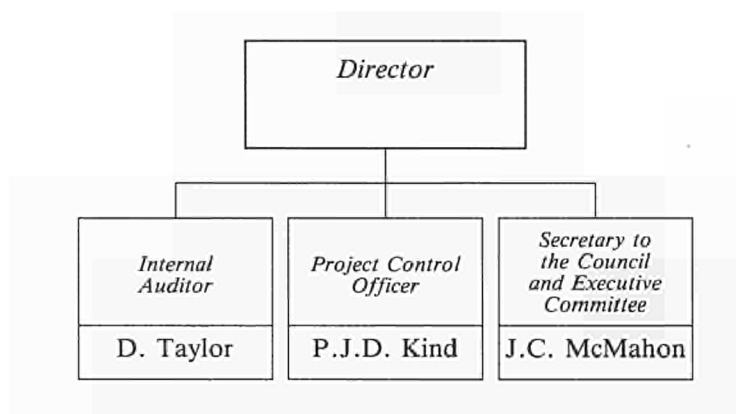 Director
Internal
Auditor
D. Taylor
Project Control
Officer
P.J.D. Kind
Secretary to
the Council
and Executive
Committee
J.C. McMahon